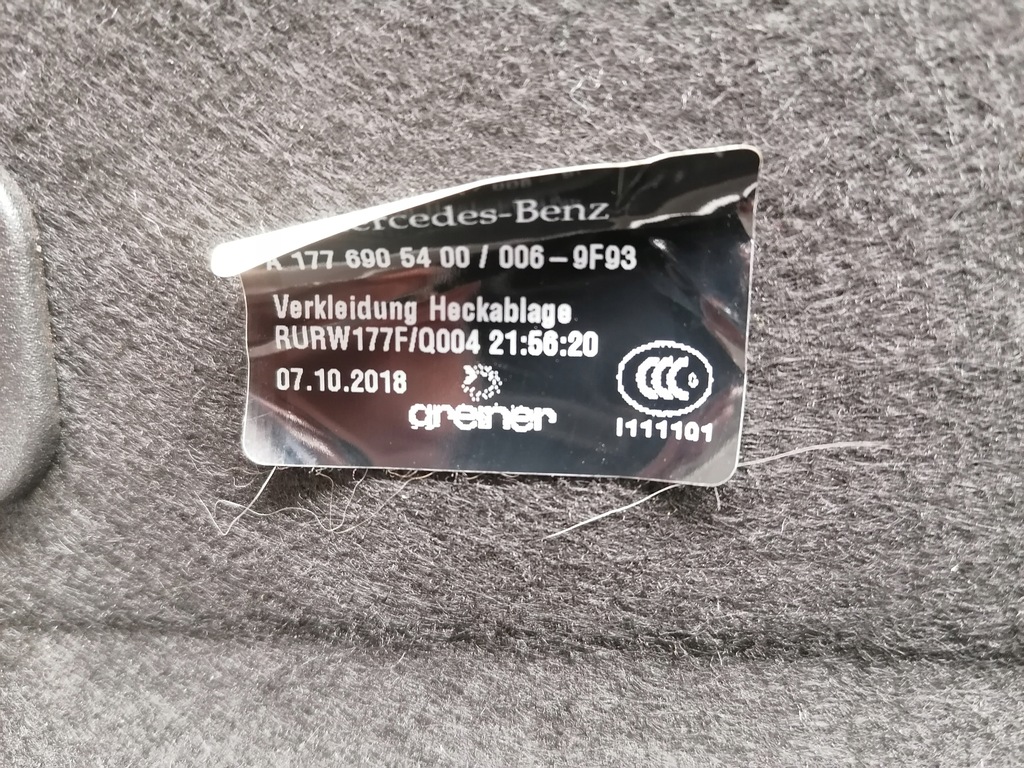 ercedes-Benz
A 177 690 54 00 / 006 – 9F93
Verkleidung Heckablage
RURW177F/Q004 21:56:20
07.10.2018
greiner
CCC
I111101